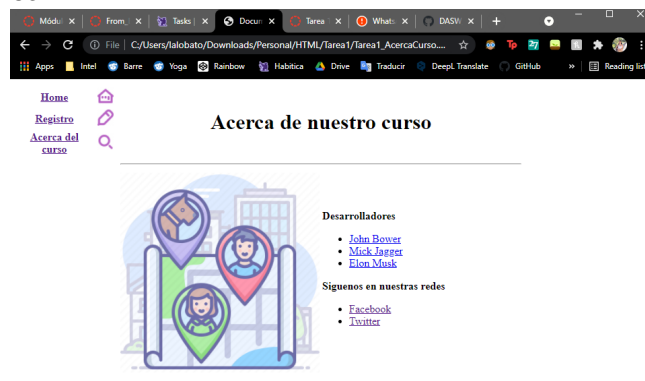 Módul
From_
Tasks |
Docun
Tarea
Whats
DASW
File | C:/Users/lalobato/Downloads/Personal/HTML/Tarea1/Tarea1_AcercaCurso....
Apps Intel Barre Yoga Rainbow Habitica Drive Traducir DeepL Translate GitHub » Reading list
Home
Registro
Acerca del
curso
Acerca de nuestro curso
Desarrolladores
John Bower
Mick Jagger
Elon Musk
Siguenos en nuestras redes
Facebook
Twitter